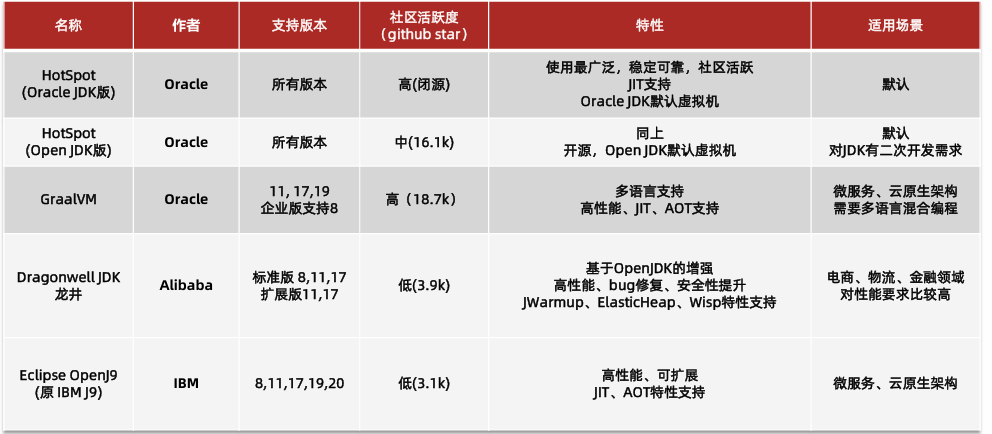 名称
作者
支持版本
社区活跃度
（github star）
特性
适用场景
HotSpot
(Oracle JDK版)
Oracle
所有版本
高(闭源)
使用最广泛，稳定可靠，社区活跃
JIT支持
Oracle JDK默认虚拟机
默认
HotSpot
(Open JDK版)
Oracle
所有版本
中(16.1k)
同上
开源，Open JDK默认虚拟机
默认
对JDK有二次开发需求
GraalVM
Oracle
11, 17,19
企业版支持8
高（18.7k）
多语言支持
高性能、JIT、AOT支持
微服务、云原生架构
需要多语言混合编程
Dragonwell JDK
龙井
Alibaba
标准版 8,11,17
扩展版11,17
低(3.9k)
基于OpenJDK的增强
高性能、bug修复、安全性提升
JWarmup、ElasticHeap、Wisp特性支持
电商、物流、金融领域
对性能要求比较高
Eclipse OpenJ9
(原 IBM J9)
IBM
8,11,17,19,20
低(3.1k)
高性能、可扩展
JIT、AOT特性支持
微服务、云原生架构